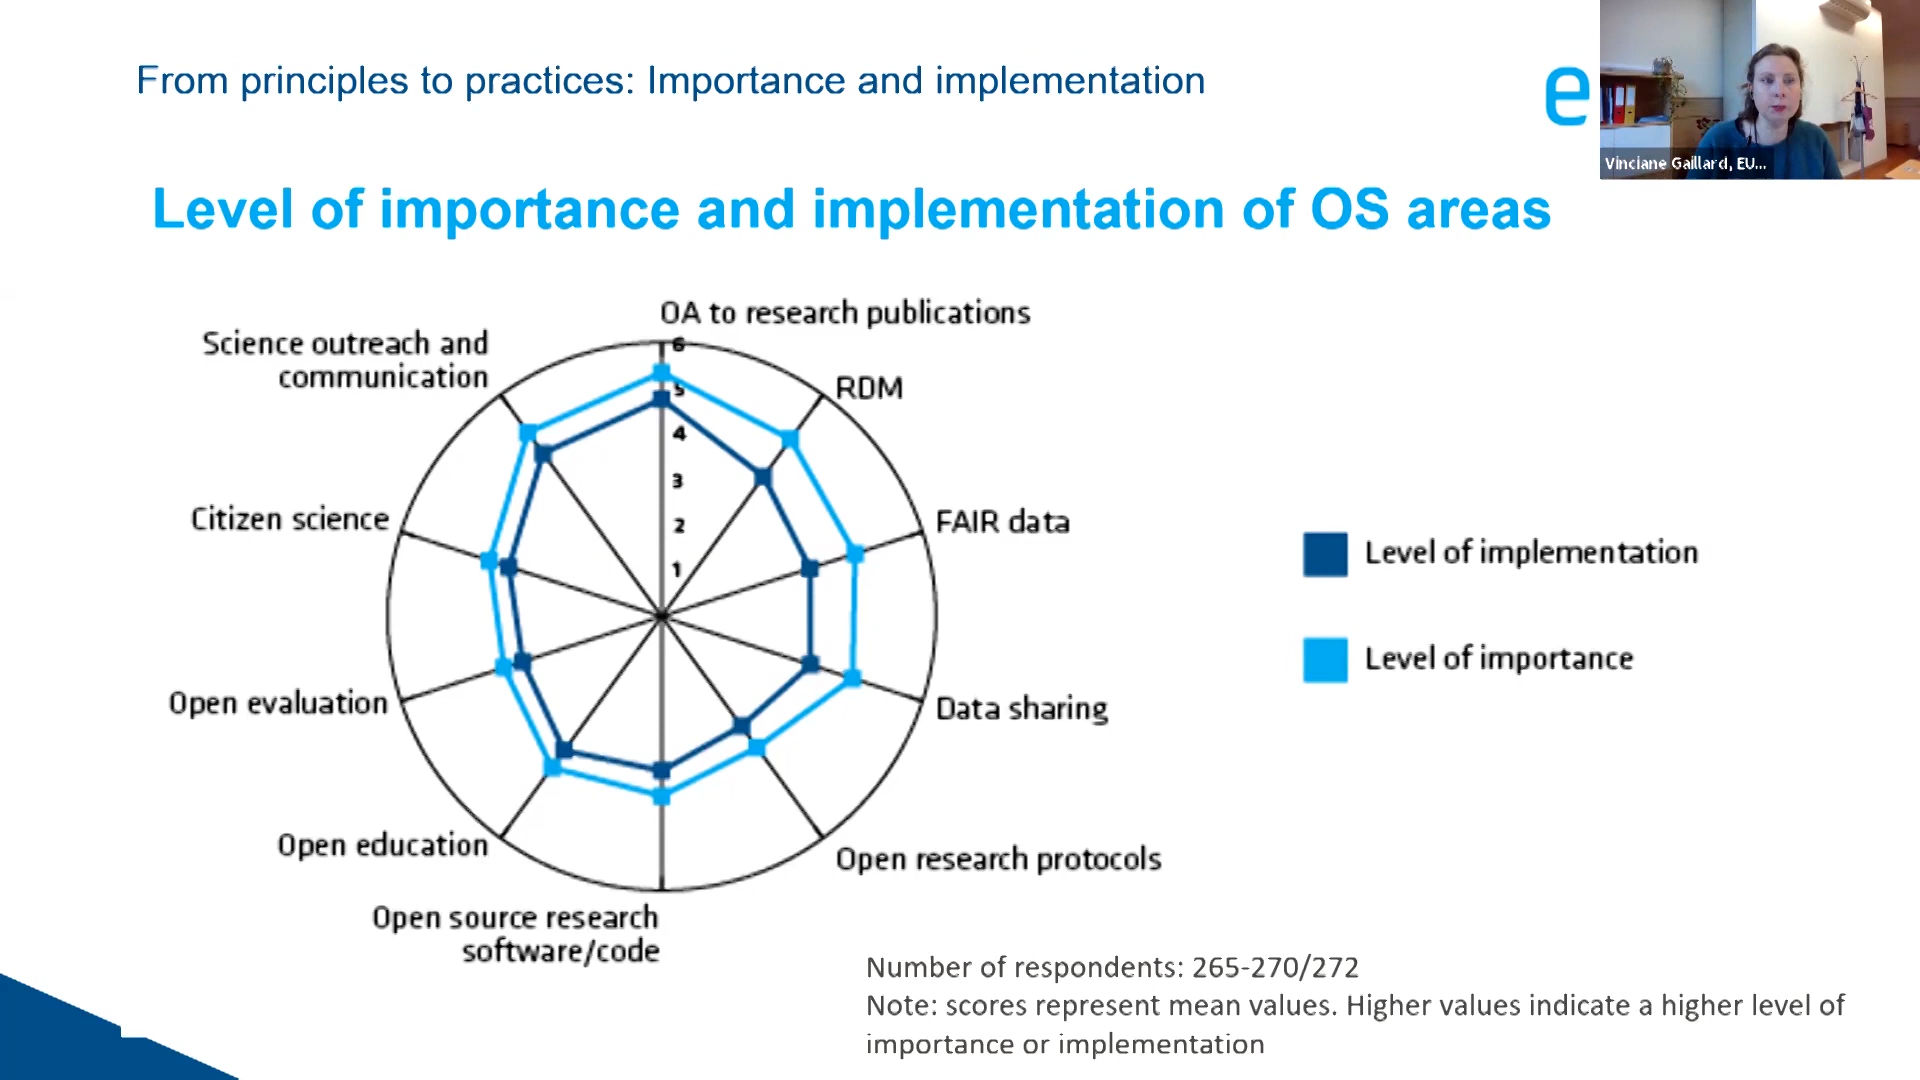 From principles to practices: Importance and implementation
e
Vinciane Gaillard, EU...
Level of importance and implementation of OS areas
OA to research publications
Science outreach and
communication
RDM
6
5
4
3
2
1
Citizen science
FAIR data
Level of implementation
Level of importance
Open evaluation
Data sharing
Open education
Open research protocols
Open source research
software/code
Number of respondents: 265-270/272
Note: scores represent mean values. Higher values indicate a higher level of
importance or implementation